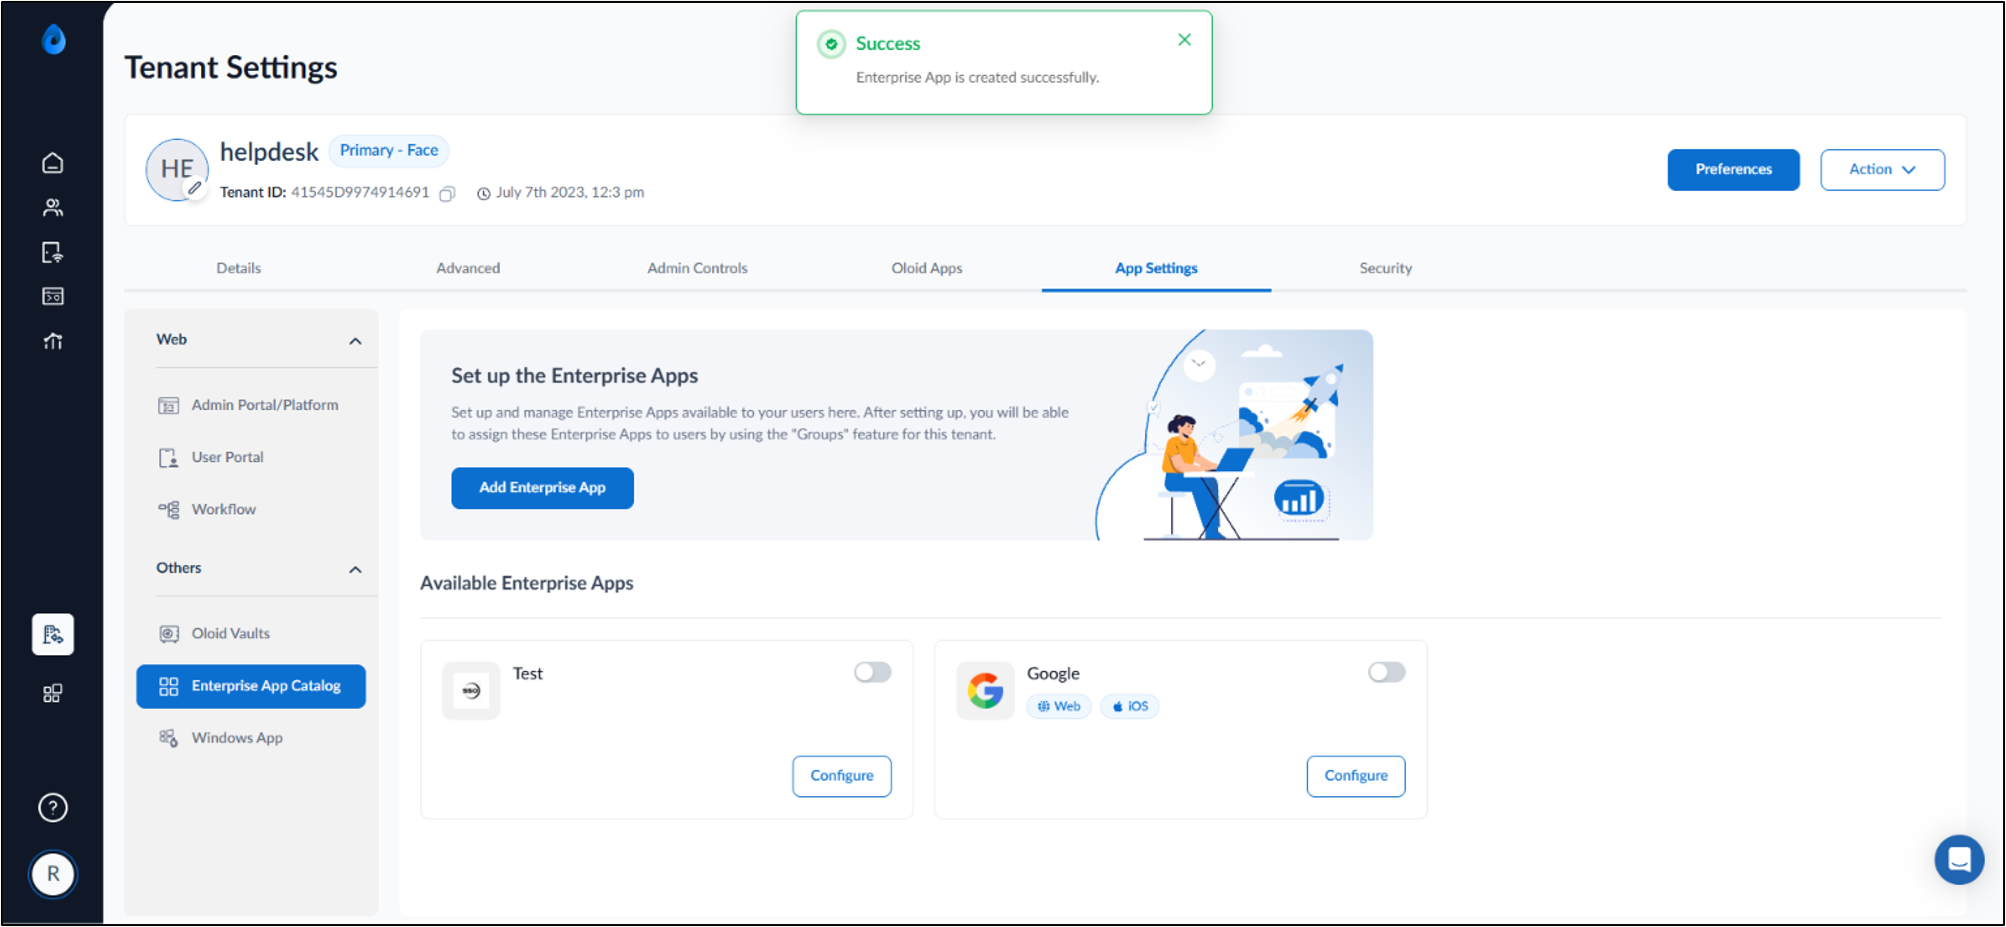 Success
Enterprise App is created successfully.
Tenant Settings
HE
helpdesk
Primary - Face
Tenant ID: 41545D9974914691
July 7th 2023, 12:3 pm
Preferences
Action
Details
Advanced
Admin Controls
Oloid Apps
App Settings
Security
Web
Admin Portal/Platform
User Portal
Workflow
Others
Oloid Vaults
Enterprise App Catalog
Windows App
Set up the Enterprise Apps
Set up and manage Enterprise Apps available to your users here. After setting up, you will be able
to assign these Enterprise Apps to users by using the "Groups" feature for this tenant.
Add Enterprise App
Available Enterprise Apps
SSO
Test
Configure
Google
Web
iOS
Configure
?
R